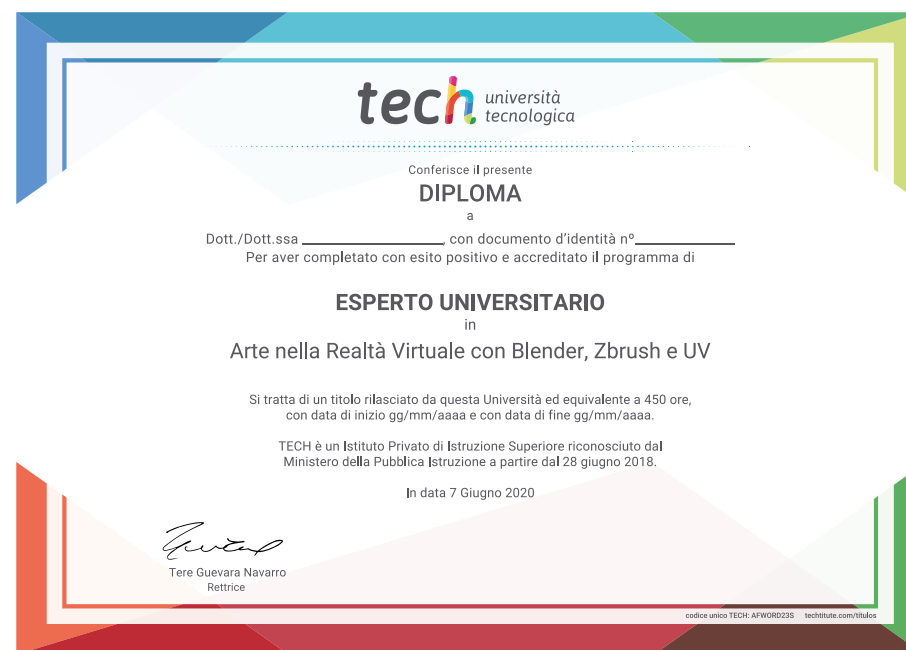 tech università
tecnologica
Conferisce il presente
DIPLOMA
a
Dott./Dott.ssa ____________________, con documento d'identità nº______________
Per aver completato con esito positivo e accreditato il programma di
ESPERTO UNIVERSITARIO
in
Arte nella Realtà Virtuale con Blender, Zbrush e UV
Si tratta di un titolo rilasciato da questa Università ed equivalente a 450 ore,
con data di inizio gg/mm/aaaa e con data di fine gg/mm/aaaa.
TECH è un Istituto Privato di Istruzione Superiore riconosciuto dal
Ministero della Pubblica Istruzione a partire dal 28 giugno 2018.
In data 7 Giugno 2020
Tere Guevara Navarro
Rettrice
codice unico TECH: AFWORD23S techtitute.com/titulos